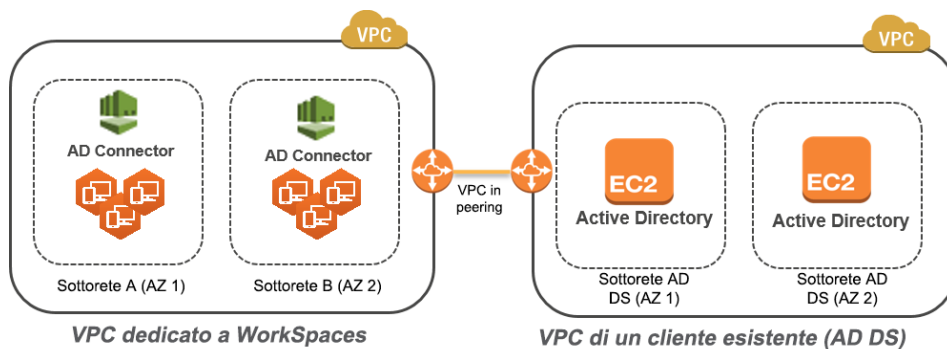 VPC
VPC
AD Connector
AD Connector
EC2
EC2
Active Directory
Active Directory
VPC in
peering
Sottorete A (AZ 1)
Sottorete B (AZ 2)
Sottorete AD
DS (AZ 1)
Sottorete AD
DS (AZ 2)
VPC dedicato a WorkSpaces
VPC di un cliente esistente (AD DS)